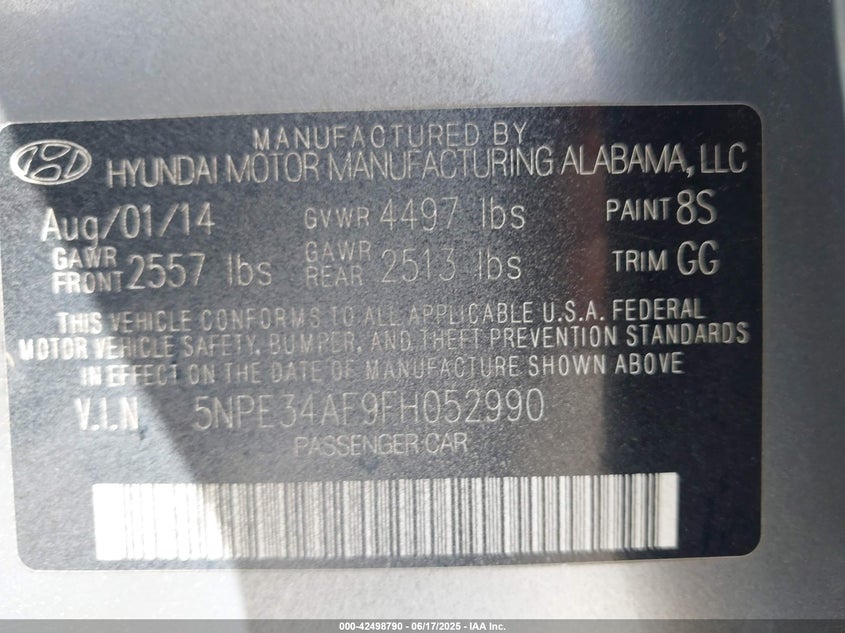 MANUFACTURED BY
HYUNDAI MOTOR MANUFACTURING ALABAMA, LLC
Aug/01/14 GVWR 4497 lbs PAINT 8S
GAWR FRONT 2557 lbs GAWR REAR 2513 lbs TRIM GG
THIS VEHICLE CONFORMS TO ALL APPLICABLE U.S.A. FEDERAL
MOTOR VEHICLE SAFETY, BUMPER, AND THEFT PREVENTION STANDARDS
IN EFFECT ON THE DATE OF MANUFACTURE SHOWN ABOVE
V.I.N 5NPE34AF9FH052990
PASSENGER CAR
000-42498790 - 06/17/2025 - IAA Inc.